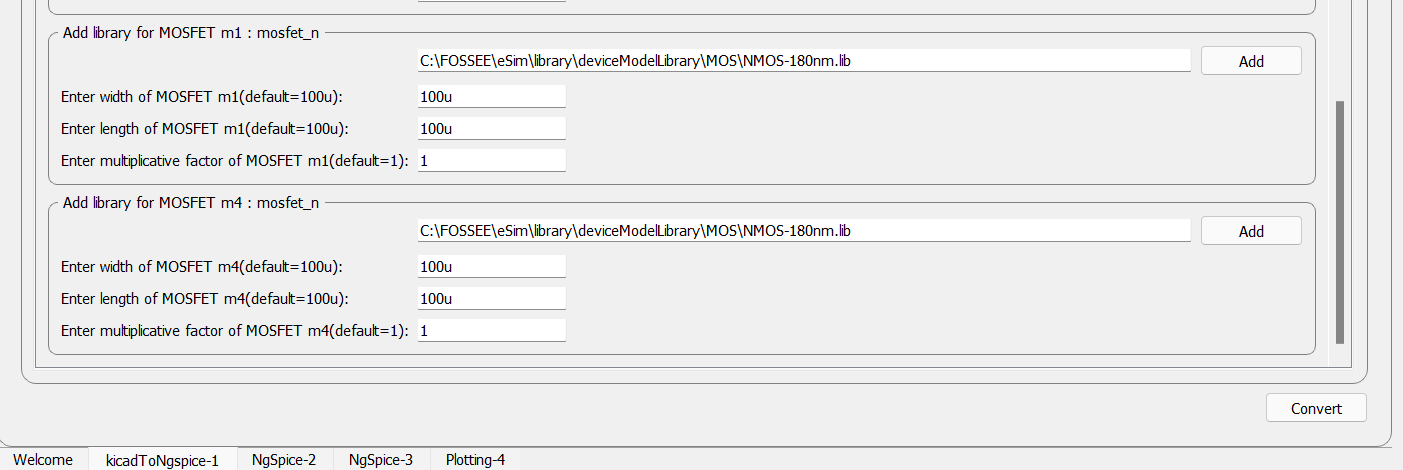 Add library for MOSFET m1 : mosfet_n
C:\FOSSEE\eSim\library\deviceModelLibrary\MOS\NMOS-180nm.lib Add
Enter width of MOSFET m1(default=100u): 100u
Enter length of MOSFET m1(default=100u): 100u
Enter multiplicative factor of MOSFET m1(default=1): 1
Add library for MOSFET m4 : mosfet_n
C:\FOSSEE\eSim\library\deviceModelLibrary\MOS\NMOS-180nm.lib Add
Enter width of MOSFET m4(default=100u): 100u
Enter length of MOSFET m4(default=100u): 100u
Enter multiplicative factor of MOSFET m4(default=1): 1
Convert
Welcome kicadToNgspice-1 NgSpice-2 NgSpice-3 Plotting-4